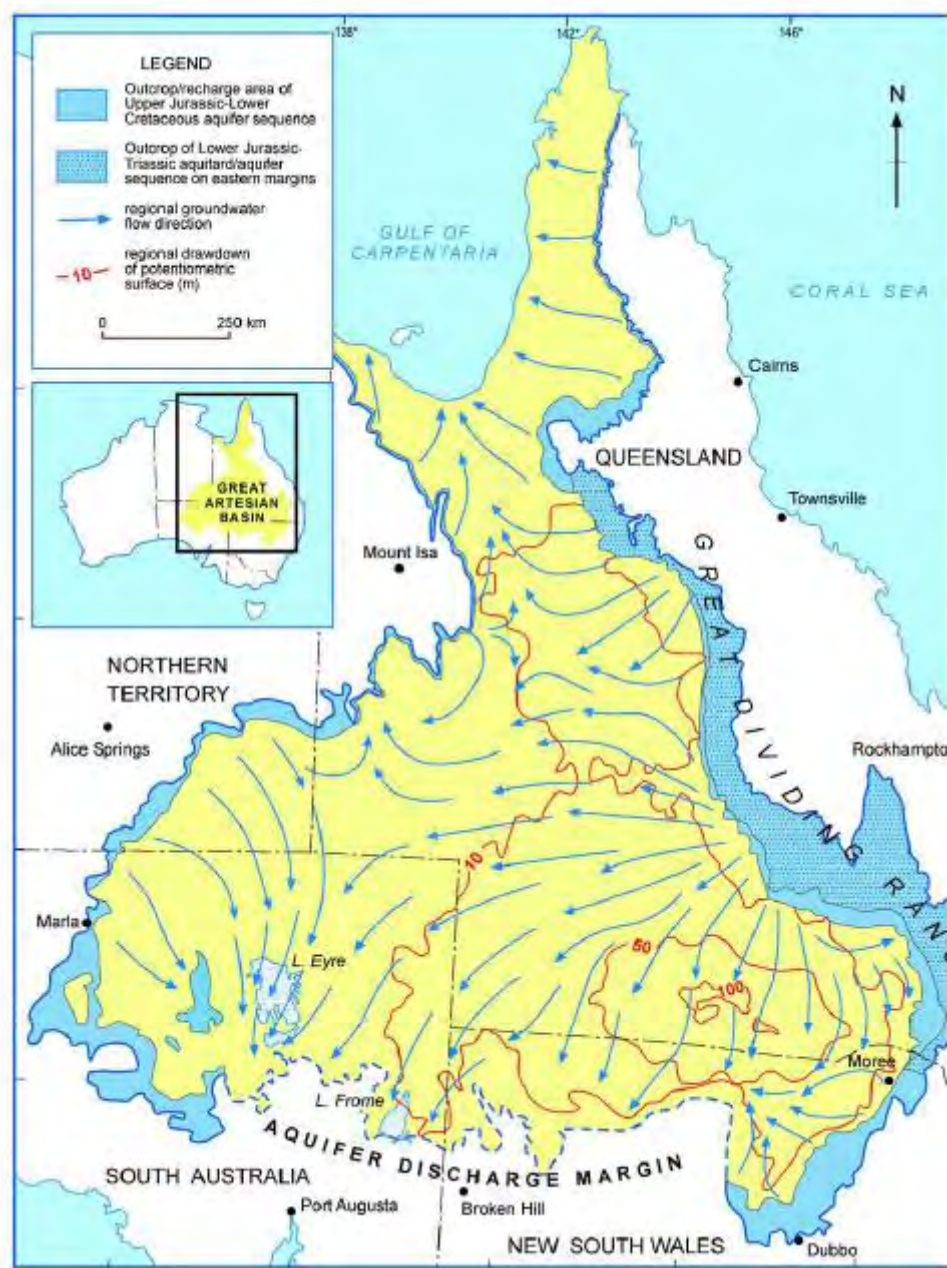 138°
142°
146°
LEGEND
Outcrop/recharge area of
Upper Jurassic-Lower
Cretaceous aquifer sequence
Outcrop of Lower Jurassic-
Triassic aquitard/aquifer
sequence on eastern margins
regional groundwater
flow direction
10
regional drawdown
of potentiometric
surface (m)
0 250 km
N
GULF OF
CARPENTARIA
CORAL SEA
Cairns
QUEENSLAND
Townsville
GREAT
ARTESIAN
BASIN
Mount Isa
GREAT DIVIDING RAN
NORTHERN
TERRITORY
Alice Springs
Rockhampto
10
Marla
L. Eyre
50
100
Moree
L. Frome
AQUIFER DISCHARGE MARGIN
SOUTH AUSTRALIA
Port Augusta
Broken Hill
NEW SOUTH WALES
Dubbo